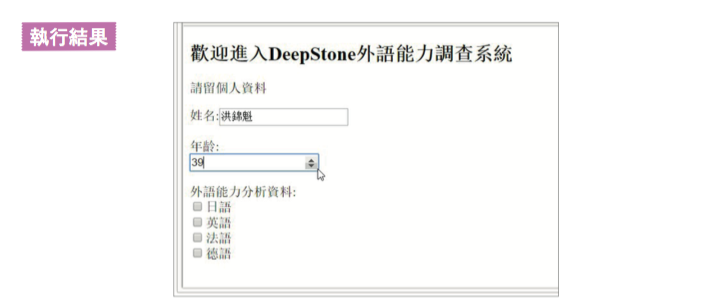 執行結果
歡迎進入DeepStone外語能力調查系統
請留個人資料
姓名:洪錦魁
年齡:
39
外語能力分析資料:
日語
英語
法語
德語